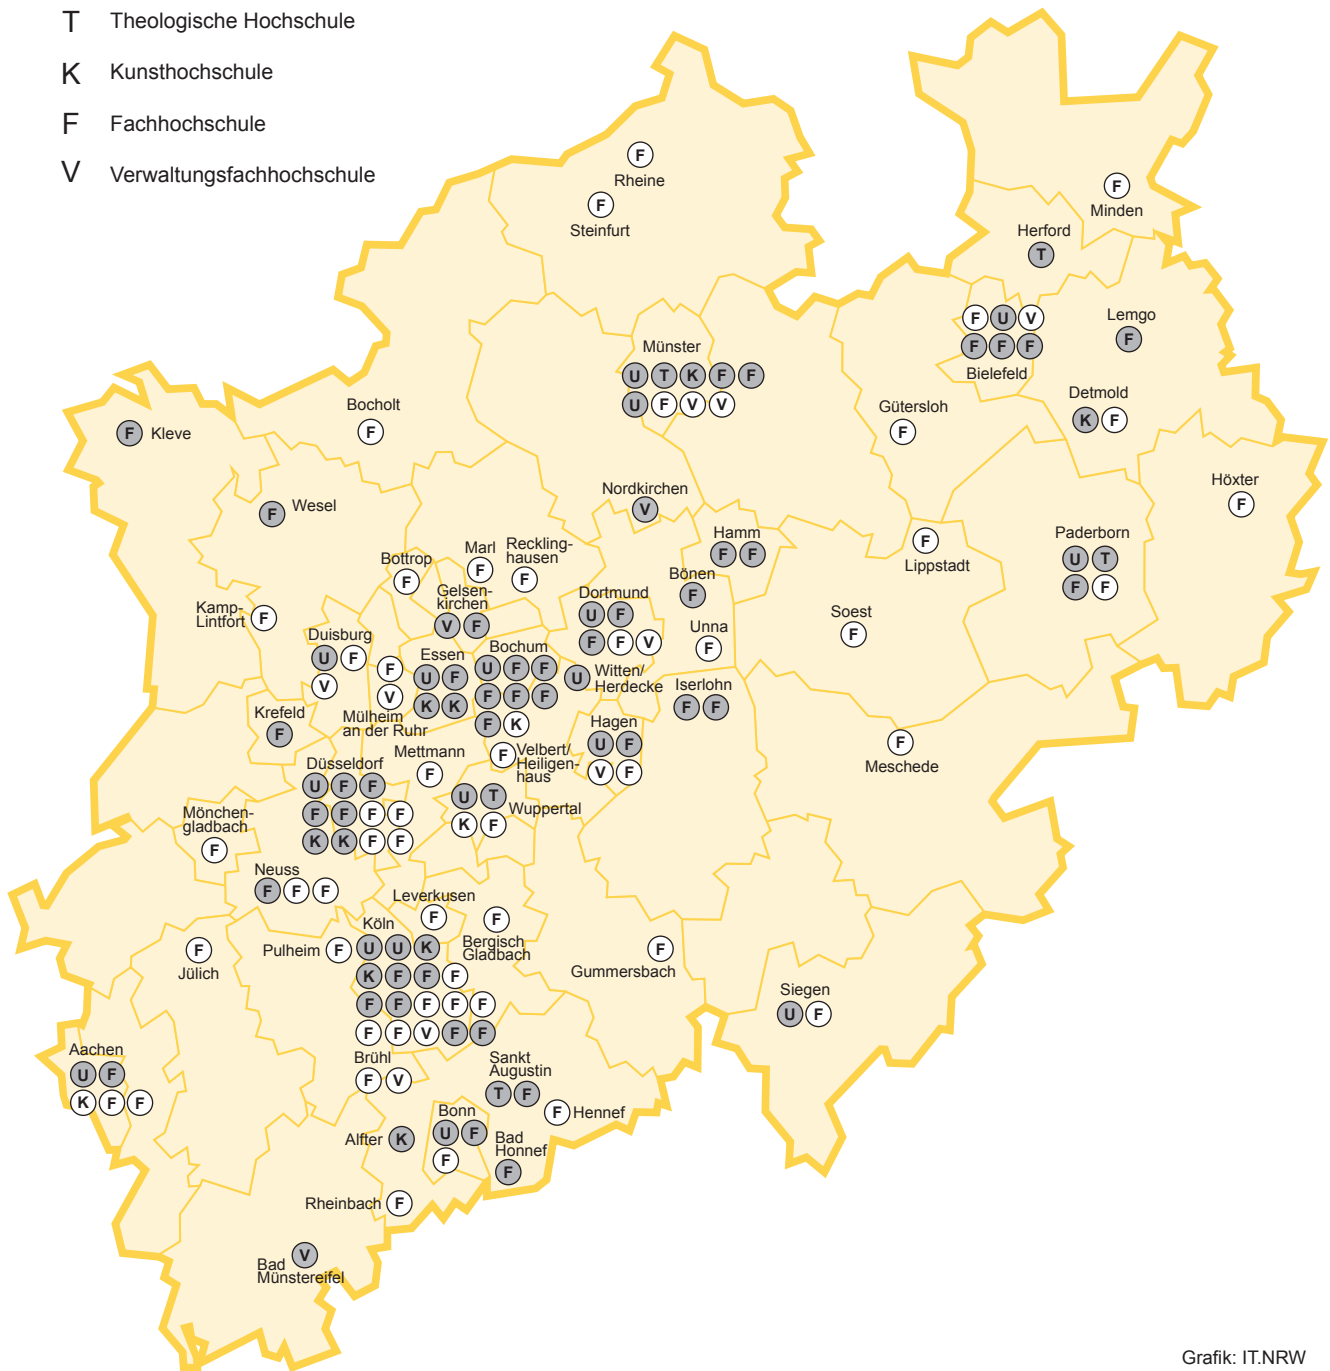 T Theologische Hochschule
K Kunsthochschule
F Fachhochschule
V Verwaltungsfachhochschule
F
Rheine
F
Steinfurt
F
Minden
Herford
T
F U V
F F F
Bielefeld
Lemgo
F
Münster
U T K F F
U F V V
Detmold
K F
Gütersloh
F
Bocholt
F
F Kleve
Höxter
F
Wesel
F
Nordkirchen
V
Hamm
F F
F
Lippstadt
Paderborn
U T
F F
Bottrop
F
Marl
F
Reckling-
hausen
F
Gelsen-
kirchen
V F
Bönen
F
Dortmund
U F
F F V
Kamp-
Lintfort
F
Unna
F
Soest
F
Duisburg
U F
V
F
V
Mülheim
an der Ruhr
Essen
U F
K K
Bochum
U F F
F F F
F K
U Witten/
Herdecke
Iserlohn
F F
Krefeld
F
Hagen
U F
V F
F
Meschede
Mettmann
F
F Velbert/
Heiligen-
haus
Düsseldorf
U F F
F F F F
K K F F
U T
K F
Wuppertal
Mönchen-
gladbach
F
Neuss
F F F
Leverkusen
F
F
Bergisch
Gladbach
F
Jülich
Pulheim F
Köln
U U K
K F F F
F F F F F
F F V F F
F
Gummersbach
Siegen
U F
Aachen
U F
K F F
Brühl
F V
Sankt
Augustin
T F
F Hennef
Alfter K
Bonn
U F
F
Bad
Honnef
F
Rheinbach F
V
Bad
Münstereifel
Grafik: IT.NRW